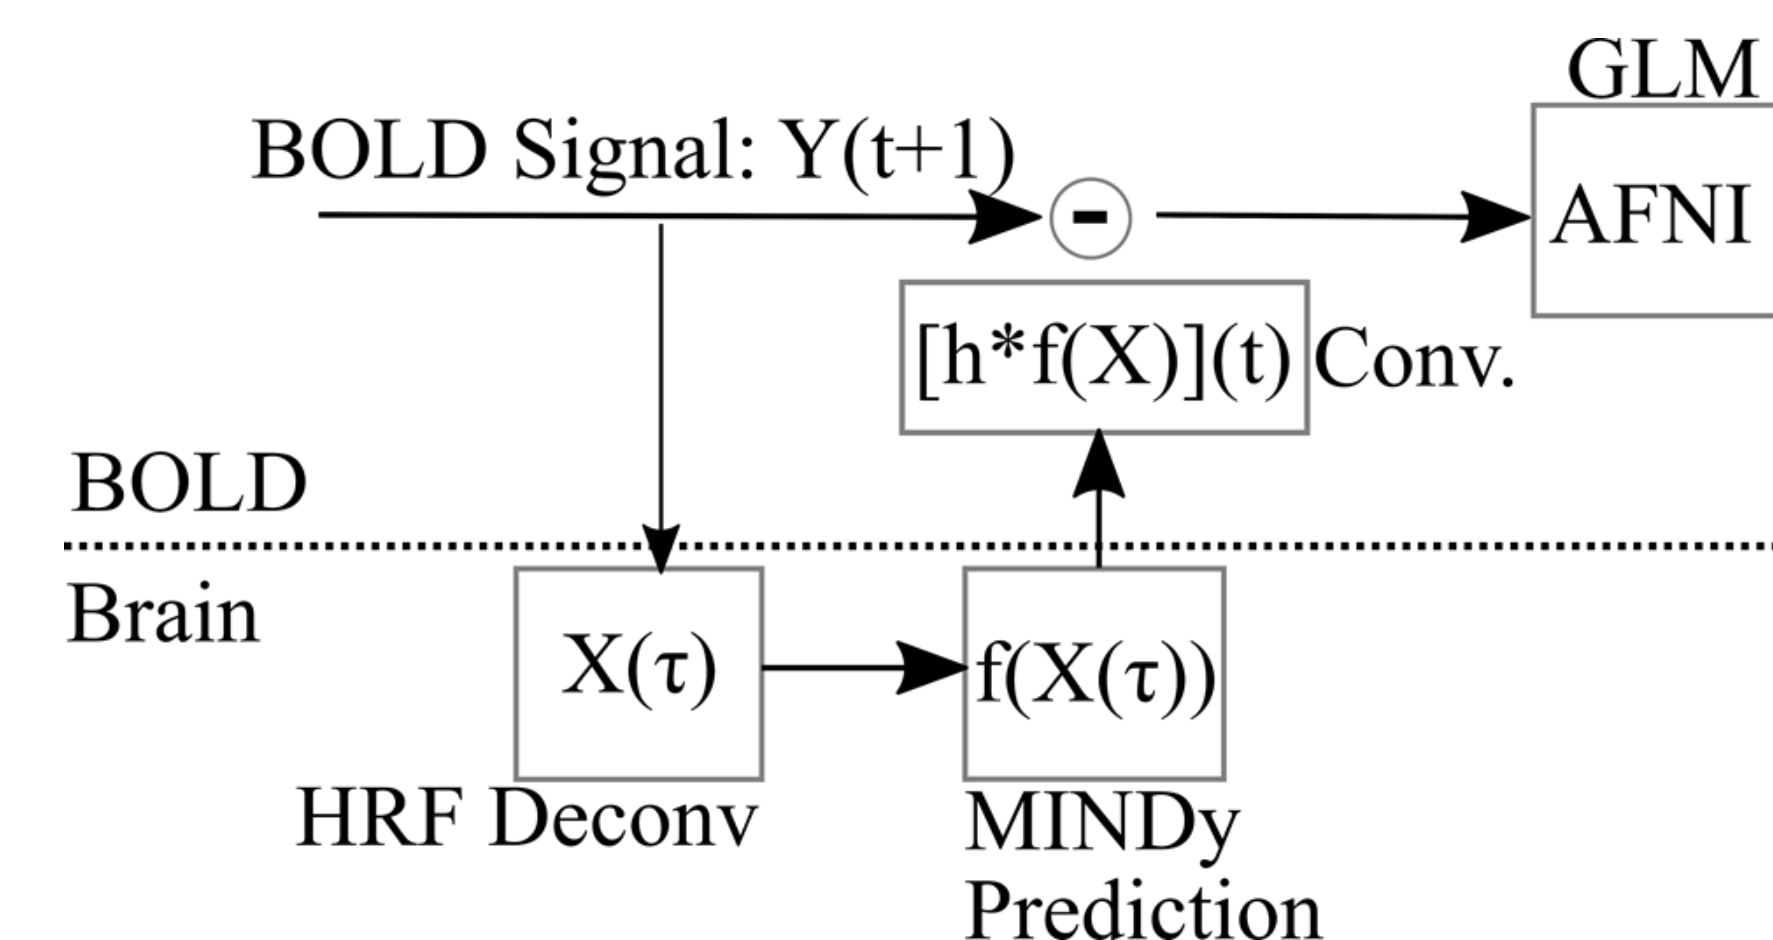 GLM
BOLD Signal: Y(t+1)
-
AFNI
[h*f(X)](t) Conv.
BOLD
Brain
X(τ)
f(X(τ))
HRF Deconv
MINDy
Prediction